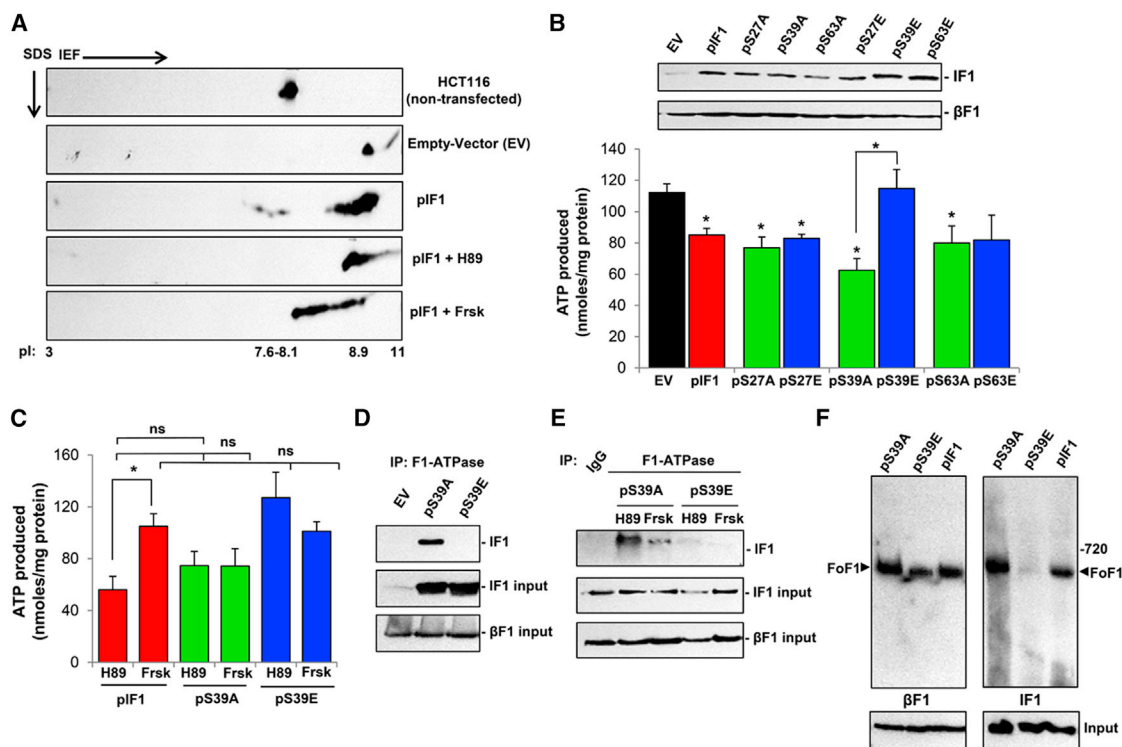 A
SDS IEF
HCT116
(non-transfected)
Empty-Vector (EV)
pIF1
pIF1 + H89
pIF1 + Frsk
pI: 3 7.6-8.1 8.9 11
B
EV pIF1 pS27A pS39A pS63A pS27E pS39E pS63E
- IF1
- βF1
ATP produced
(nmoles/mg protein)
140
120
100
80
60
40
20
0
*
*
*
*
*
*
EV pIF1 pS27A pS27E pS39A pS39E pS63A pS63E
C
ATP produced
(nmoles/mg protein)
160
120
80
40
0
ns
ns
ns
*
H89 Frsk H89 Frsk H89 Frsk
pIF1 pS39A pS39E
D
IP: F1-ATPase
EV pS39A pS39E
- IF1
- IF1 input
- βF1 input
E
IP: IgG F1-ATPase
pS39A pS39E
H89 Frsk H89 Frsk
- IF1
- IF1 input
- βF1 input
F
pS39A pS39E pIF1 pS39A pS39E pIF1
-720
FoF1 FoF1
βF1 IF1
Input